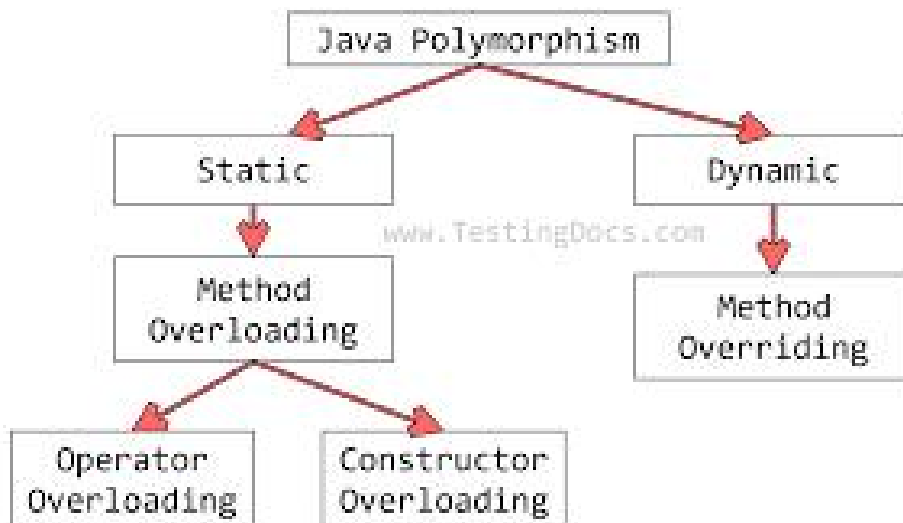 Java Polymorphism
Static
Dynamic
www.TestingDocs.com
Method
Overloading
Method
Overriding
Operator
Overloading
Constructor
Overloading